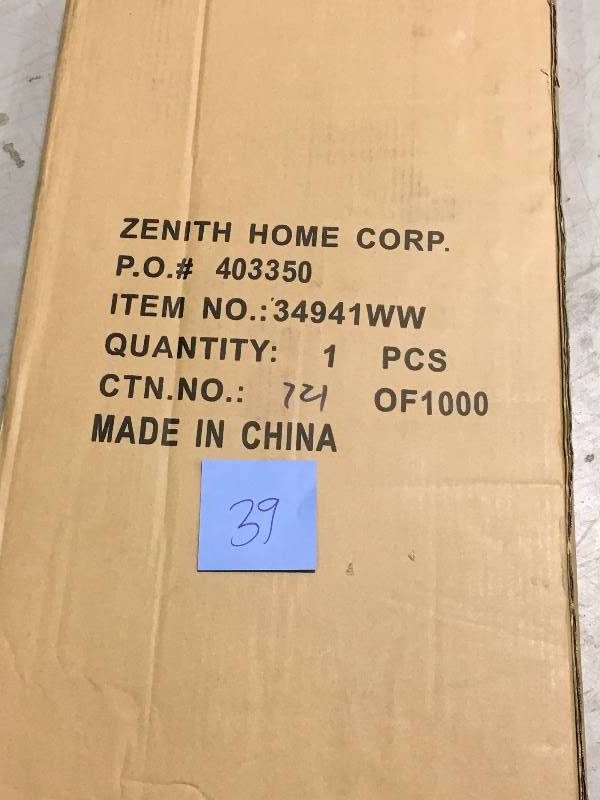 ZENITH HOME CORP.
P.O.# 403350
ITEM NO.: 34941WW
QUANTITY: 1 PCS
CTN.NO.: 721 OF1000
MADE IN CHINA
39